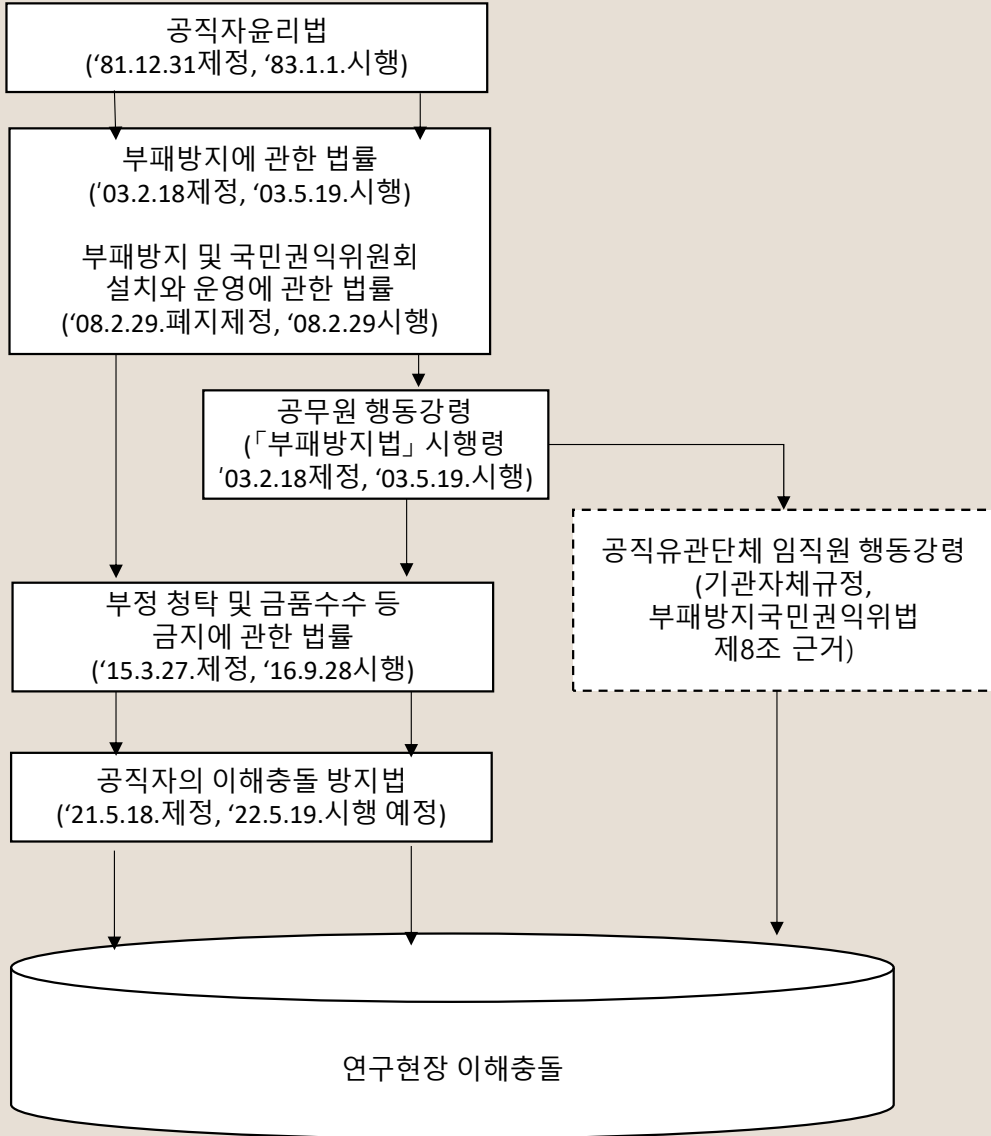 공직자윤리법
(‘81.12.31제정, ‘83.1.1.시행)
부패방지에 관한 법률
(‘03.2.18제정, ‘03.5.19.시행)
부패방지 및 국민권익위원회
설치와 운영에 관한 법률
(‘08.2.29.폐지제정, ‘08.2.29시행)
공무원 행동강령
(「부패방지법」 시행령
‘03.2.18제정, ‘03.5.19.시행)
공직유관단체 임직원 행동강령
(기관자체규정,
부패방지국민권익위법
제8조 근거)
부정 청탁 및 금품수수 등
금지에 관한 법률
(‘15.3.27.제정, ‘16.9.28시행)
공직자의 이해충돌 방지법
(‘21.5.18.제정, ‘22.5.19.시행 예정)
연구현장 이해충돌